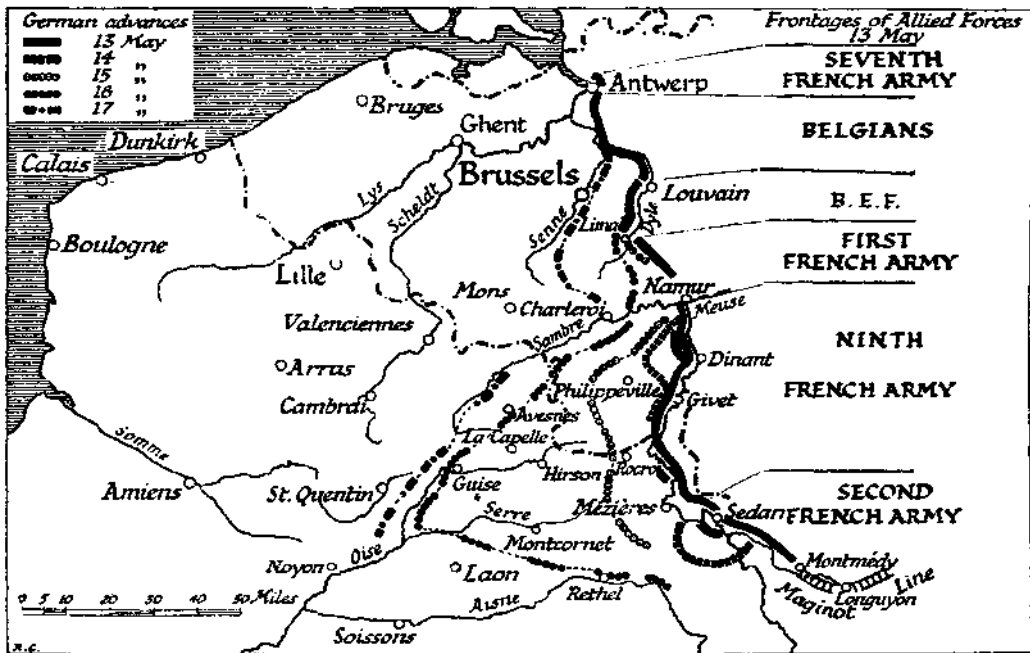 German advances
13 May
14 "
15 "
16 "
17 "
Frontages of Allied Forces
13 May
SEVENTH
FRENCH ARMY
BELGIANS
B.E.F.
FIRST
FRENCH ARMY
NINTH
FRENCH ARMY
SECOND
FRENCH ARMY
Antwerp
Bruges
Ghent
Dunkirk
Calais
Brussels
Louvain
Lys
Scheldt
Senne
Dyle
Boulogne
Lille
Namur
Meuse
Mons
Charleroi
Valenciennes
Sambre
Dinant
Arras
Philippeville
Cambrai
Givet
Avesnes
La Capelle
Somme
Hirson
Rocroi
Amiens
St. Quentin
Guise
Mézières
Sedan
Serre
Montcornet
Oise
Noyon
Laon
Montmédy
Maginot Line
Longuyon
Aisne
Rethel
Soissons
0 5 10 20 30 40 50 Miles